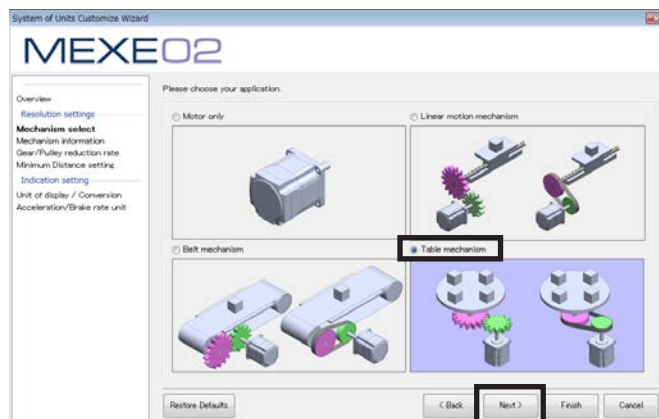 System of Units Customize Wizard
MEXE02
Overview
Resolution settings
Mechanism select
Mechanism information
Gear/Pulley reduction rate.
Minimum Distance setting
Indication setting
Unit of display / Conversion
Acceleration/Brake rate unit
Please choose your application.
Motor only
Linear motion mechanism
Belt mechanism
Table mechanism
Restore Defaults
< Back
Next >
Finish
Cancel